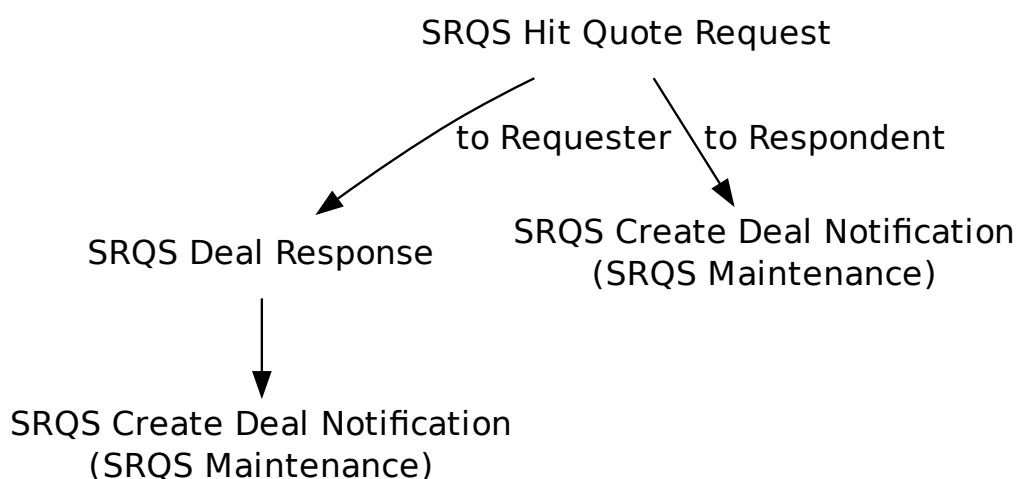 SRQS Hit Quote Request
to Requester
to Respondent
SRQS Deal Response
SRQS Create Deal Notification
(SRQS Maintenance)
SRQS Create Deal Notification
(SRQS Maintenance)